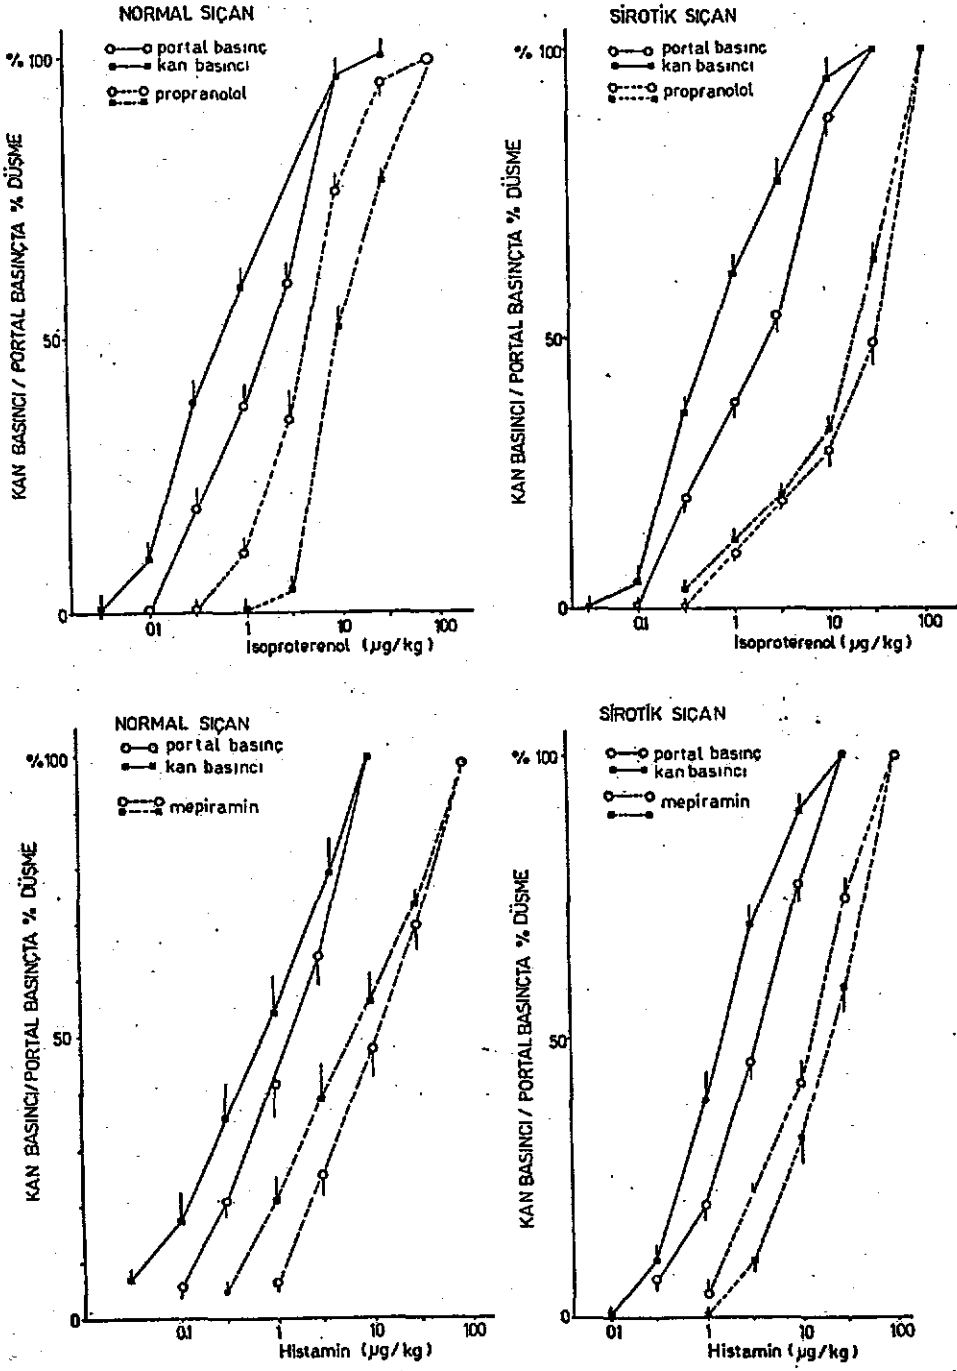 NORMAL SIÇAN
portal basınç
kan basıncı
propranolol
% 100
50
0
KAN BASINCI / PORTAL BASINÇTA % DÜŞME
01 1 10 100
Isoproterenol (µg/kg)
SİROTİK SIÇAN
portal basınç
kan basıncı
propranolol
% 100
50
0
KAN BASINCI / PORTAL BASINÇTA % DÜSME
0.1 1 10 100
Isoproterenol (µg/kg)
NORMAL SIÇAN
portal basınç
kan basıncı
mepiramin
%100
50
0
KAN BASINCI/PORTAL BASINÇTA % DÜŞME
0.1 1 10 100
Histamin (µg/kg)
SİROTİK SIÇAN
portal basınç
kan basıncı
mepiramin
% 100
50
0
KAN BASINCI / PORTAL BASINÇTA % DÜSME
01 1 10 100
Histamin (µg/kg)